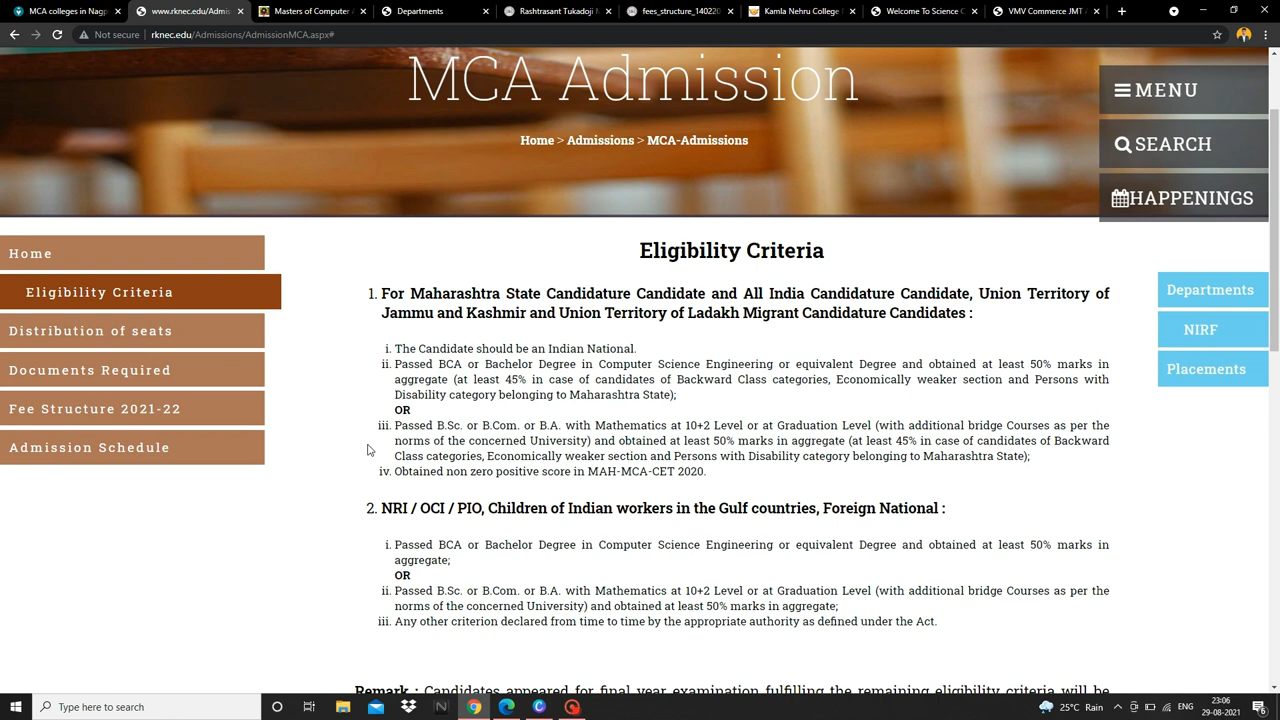 MCA colleges in Nagp
www.rknec.edu/Admis
Masters of Computer
Departments
Rashtrasant Tukadoji M
fees_structure_140220
Kamla Nehru College
Welcome To Science
VMV Commerce JMT
Not secure
rknec.edu/Admissions/AdmissionMCA.aspx#
MCA Admission
Home > Admissions > MCA-Admissions
MENU
SEARCH
HAPPENINGS
Home
Eligibility Criteria
Distribution of seats
Documents Required
Fee Structure 2021-22
Admission Schedule
Eligibility Criteria
1. For Maharashtra State Candidature Candidate and All India Candidature Candidate, Union Territory of
Jammu and Kashmir and Union Territory of Ladakh Migrant Candidature Candidates :
i. The Candidate should be an Indian National.
ii. Passed BCA or Bachelor Degree in Computer Science Engineering or equivalent Degree and obtained at least 50% marks in
aggregate (at least 45% in case of candidates of Backward Class categories, Economically weaker section and Persons with
Disability category belonging to Maharashtra State);
OR
iii. Passed B.Sc. or B.Com. or B.A. with Mathematics at 10+2 Level or at Graduation Level (with additional bridge Courses as per the
norms of the concerned University) and obtained at least 50% marks in aggregate (at least 45% in case of candidates of Backward
Class categories, Economically weaker section and Persons with Disability category belonging to Maharashtra State);
iv. Obtained non zero positive score in MAH-MCA-CET 2020.
2. NRI / OCI / PIO, Children of Indian workers in the Gulf countries, Foreign National :
i. Passed BCA or Bachelor Degree in Computer Science Engineering or equivalent Degree and obtained at least 50% marks in
aggregate;
OR
ii. Passed B.Sc. or B.Com. or B.A. with Mathematics at 10+2 Level or at Graduation Level (with additional bridge Courses as per the
norms of the concerned University) and obtained at least 50% marks in aggregate;
iii. Any other criterion declared from time to time by the appropriate authority as defined under the Act.
Remark : Candidates appeared for final year examination fulfilling the remaining eligibility criteria will be
Departments
NIRF
Placements
Type here to search
25°C Rain
ENG
23:06
29-08-2021